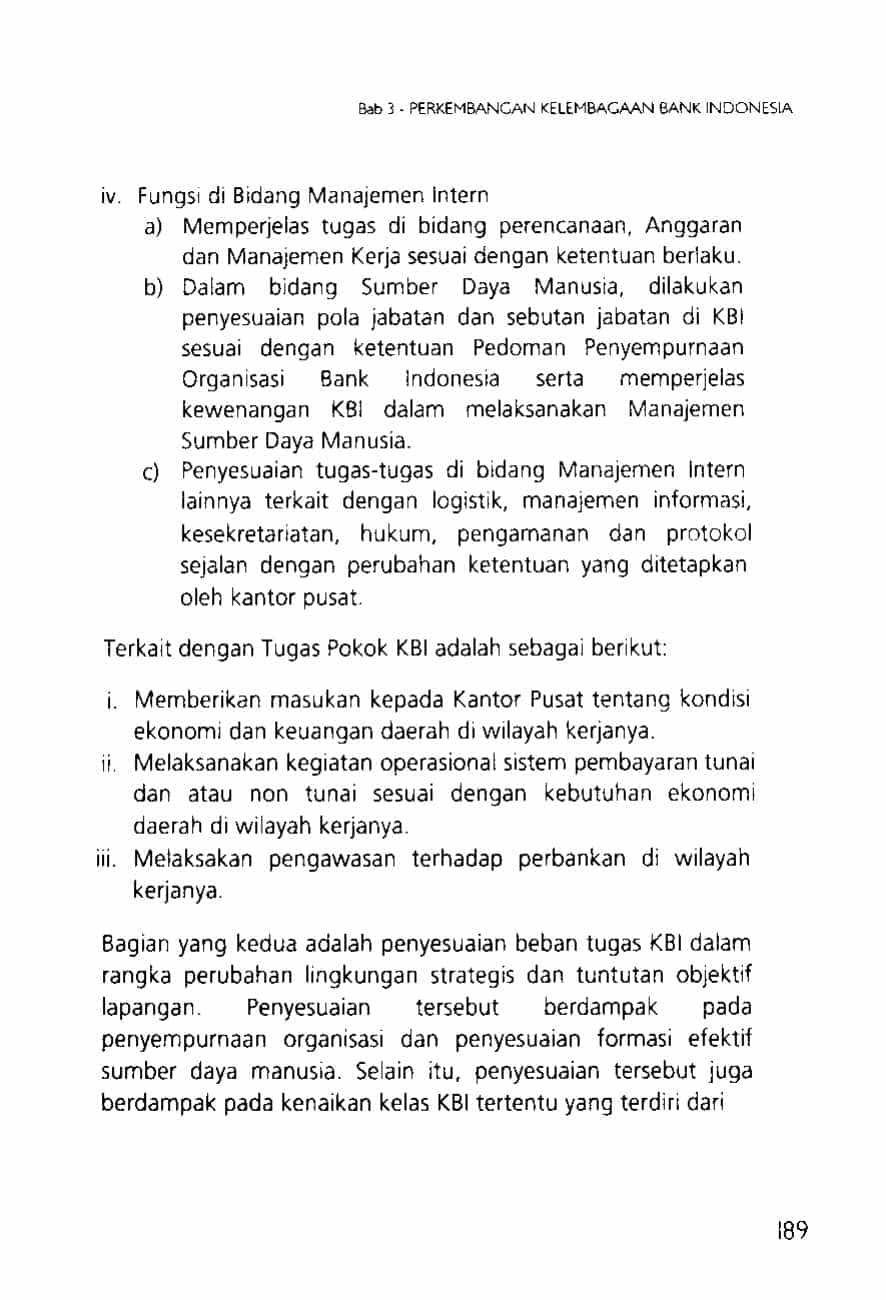 Bab 3 - PERKEMBANGAN KELEMBAGAAN BANK INDONESIA
iv. Fungsi di Bidang Manajemen Intern
a) Memperjelas tugas di bidang perencanaan, Anggaran
dan Manajemen Kerja sesuai dengan ketentuan berlaku.
b) Dalam bidang Sumber Daya Manusia, dilakukan
penyesuaian pola jabatan dan sebutan jabatan di KBI
sesuai dengan ketentuan Pedoman Penyempurnaan
Organisasi Bank Indonesia serta memperjelas
kewenangan KBI dalam melaksanakan Manajemen
Sumber Daya Manusia.
c) Penyesuaian tugas-tugas di bidang Manajemen Intern
lainnya terkait dengan logistik, manajemen informasi,
kesekretariatan, hukum, pengamanan dan protokol
sejalan dengan perubahan ketentuan yang ditetapkan
oleh kantor pusat.
Terkait dengan Tugas Pokok KBI adalah sebagai berikut:
i. Memberikan masukan kepada Kantor Pusat tentang kondisi
ekonomi dan keuangan daerah di wilayah kerjanya.
ii. Melaksanakan kegiatan operasional sistem pembayaran tunai
dan atau non tunai sesuai dengan kebutuhan ekonomi
daerah di wilayah kerjanya.
iii. Melaksakan pengawasan terhadap perbankan di wilayah
kerjanya.
Bagian yang kedua adalah penyesuaian beban tugas KBI dalam
rangka perubahan lingkungan strategis dan tuntutan objektif
lapangan. Penyesuaian tersebut berdampak pada
penyempurnaan organisasi dan penyesuaian formasi efektif
sumber daya manusia. Selain itu, penyesuaian tersebut juga
berdampak pada kenaikan kelas KBI tertentu yang terdiri dari
189